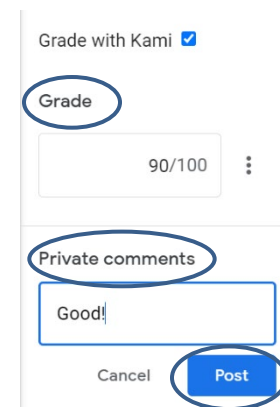 Grade with Kami
Grade
90/100
Private comments
Good!
Cancel Post